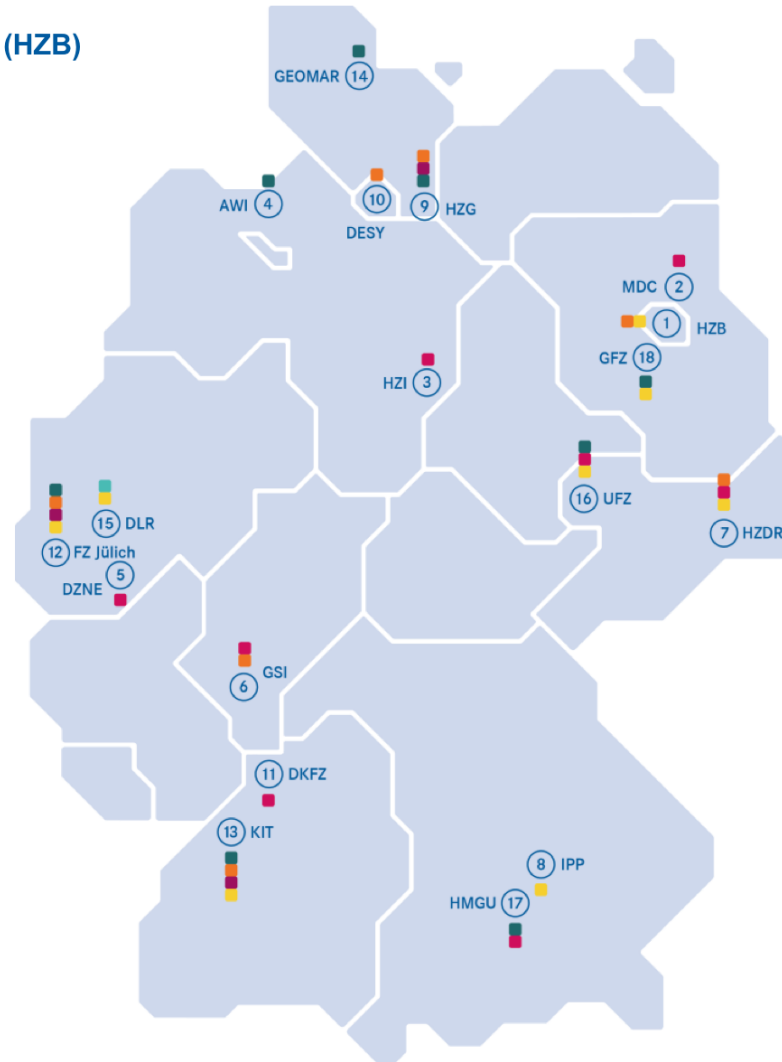 (HZB)
GEOMAR 14
AWI 4
10
DESY
9 HZG
MDC 2
1 HZB
GFZ 18
HZI 3
16 UFZ
7 HZDR
15 DLR
12 FZ Jülich
5
DZNE
GSI
6
11 DKFZ
13 KIT
8 IPP
HMGU 17